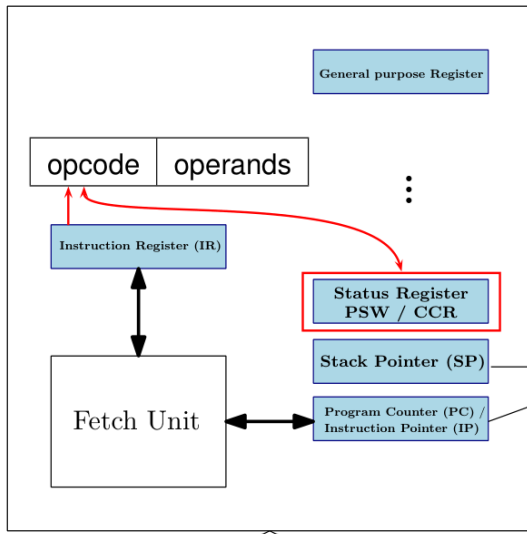 General purpose Register
opcode operands
Instruction Register (IR)
Status Register
PSW / CCR
Stack Pointer (SP)
Fetch Unit
Program Counter (PC) /
Instruction Pointer (IP)